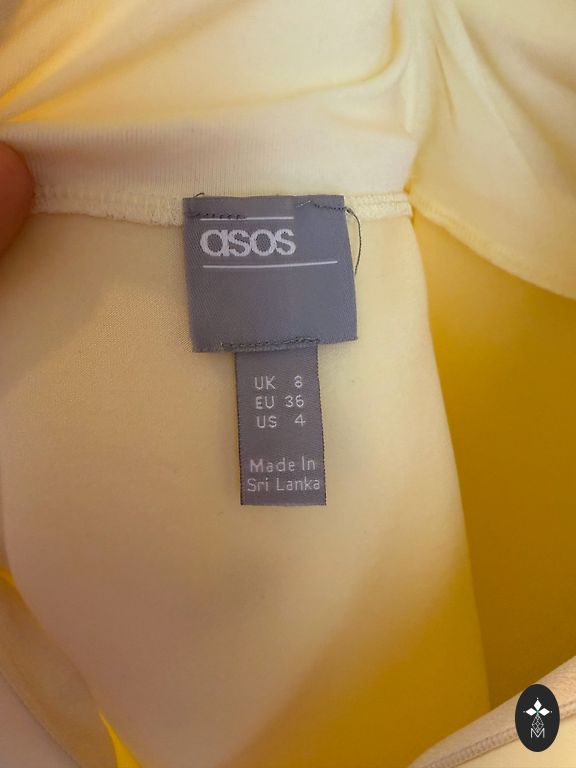 asos
UK 8
EU 36
US 4
Made In
Sri Lanka